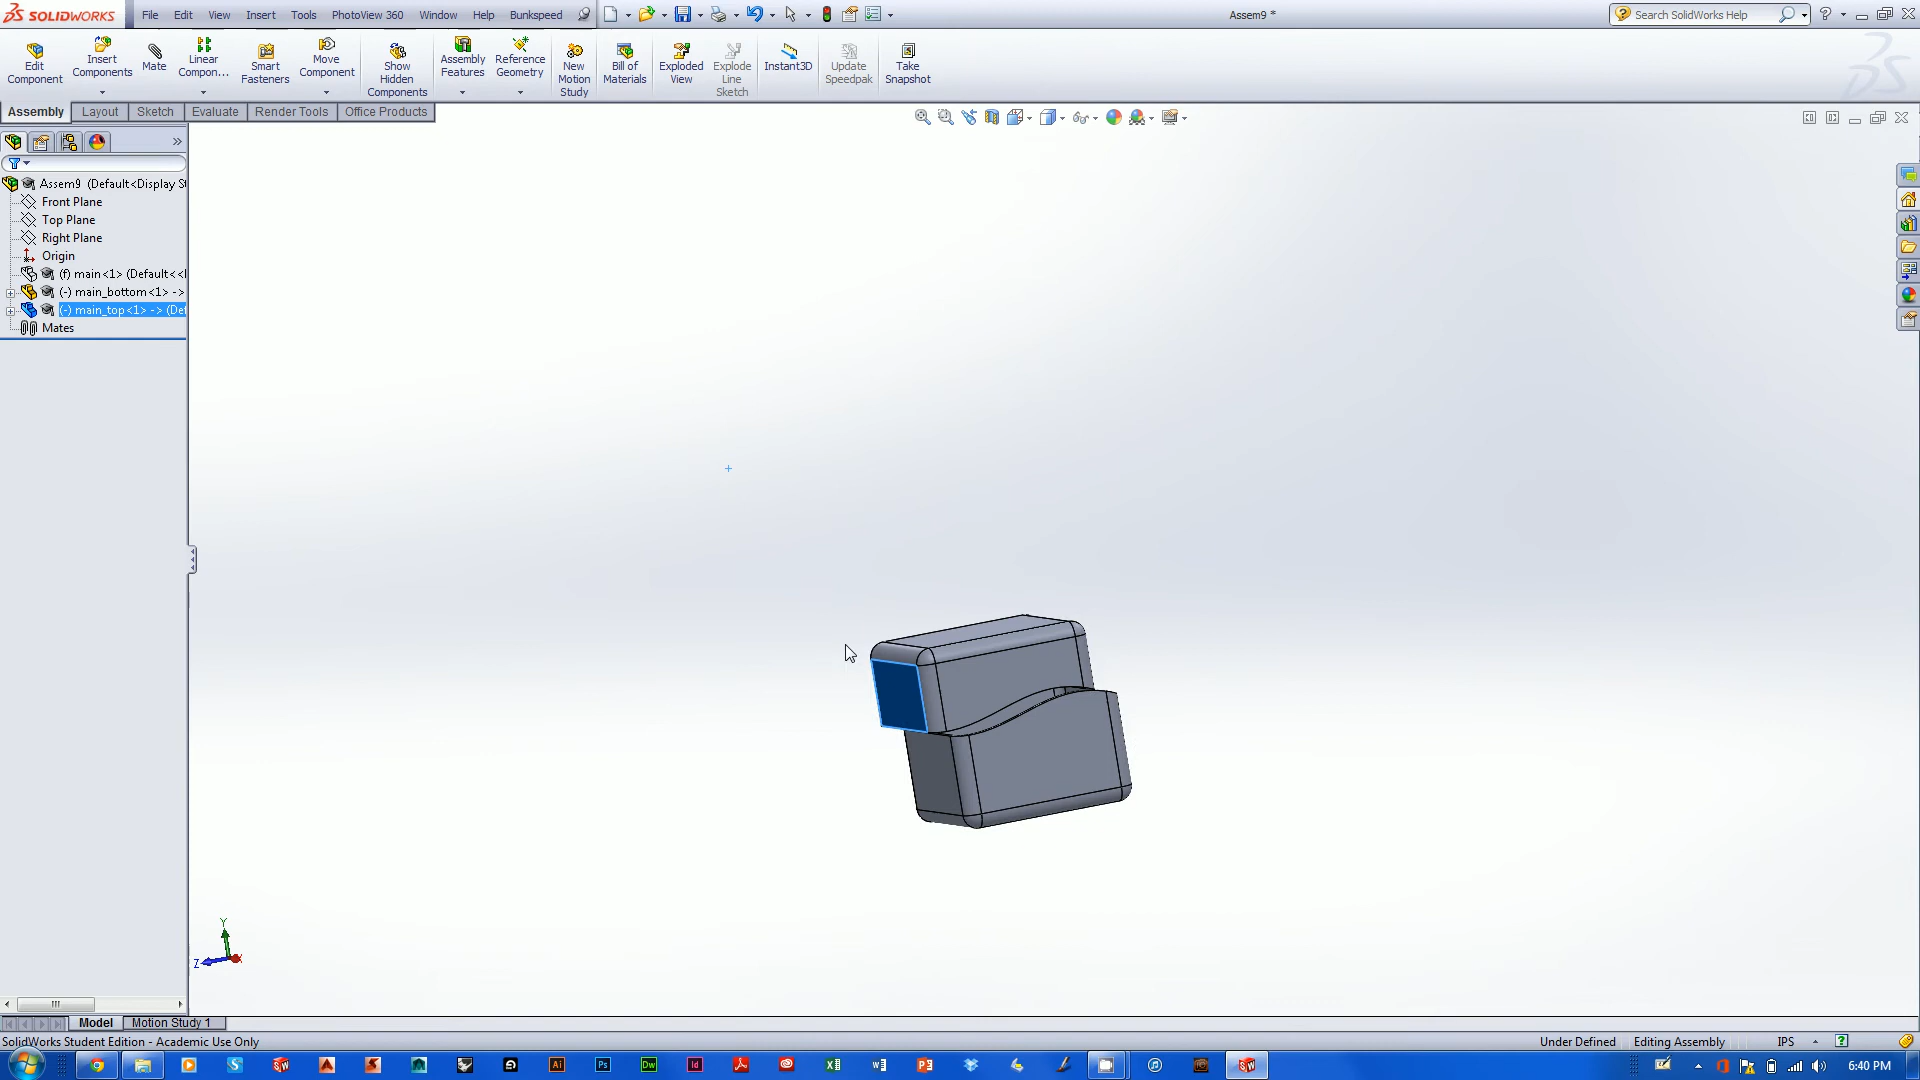 SOLIDWORKS File Edit View Insert Tools PhotoView 360 Window Help Bunkspeed Assem9 * Search SolidWorks Help
Edit Component
Insert Components
Mate
Linear Compon...
Smart Fasteners
Move Component
Show Hidden Components
Assembly Features
Reference Geometry
New Motion Study
Bill of Materials
Exploded View
Explode Line Sketch
Instant3D
Update Speedpak
Take Snapshot
Assembly Layout Sketch Evaluate Render Tools Office Products
Assem9 (Default<Display St
Front Plane
Top Plane
Right Plane
Origin
(f) main<1> (Default<<
(-) main_bottom<1> ->
(-) main_top<1> -> (Def
Mates
Y
Z
Model Motion Study 1
SolidWorks Student Edition - Academic Use Only Under Defined Editing Assembly IPS
6:40 PM